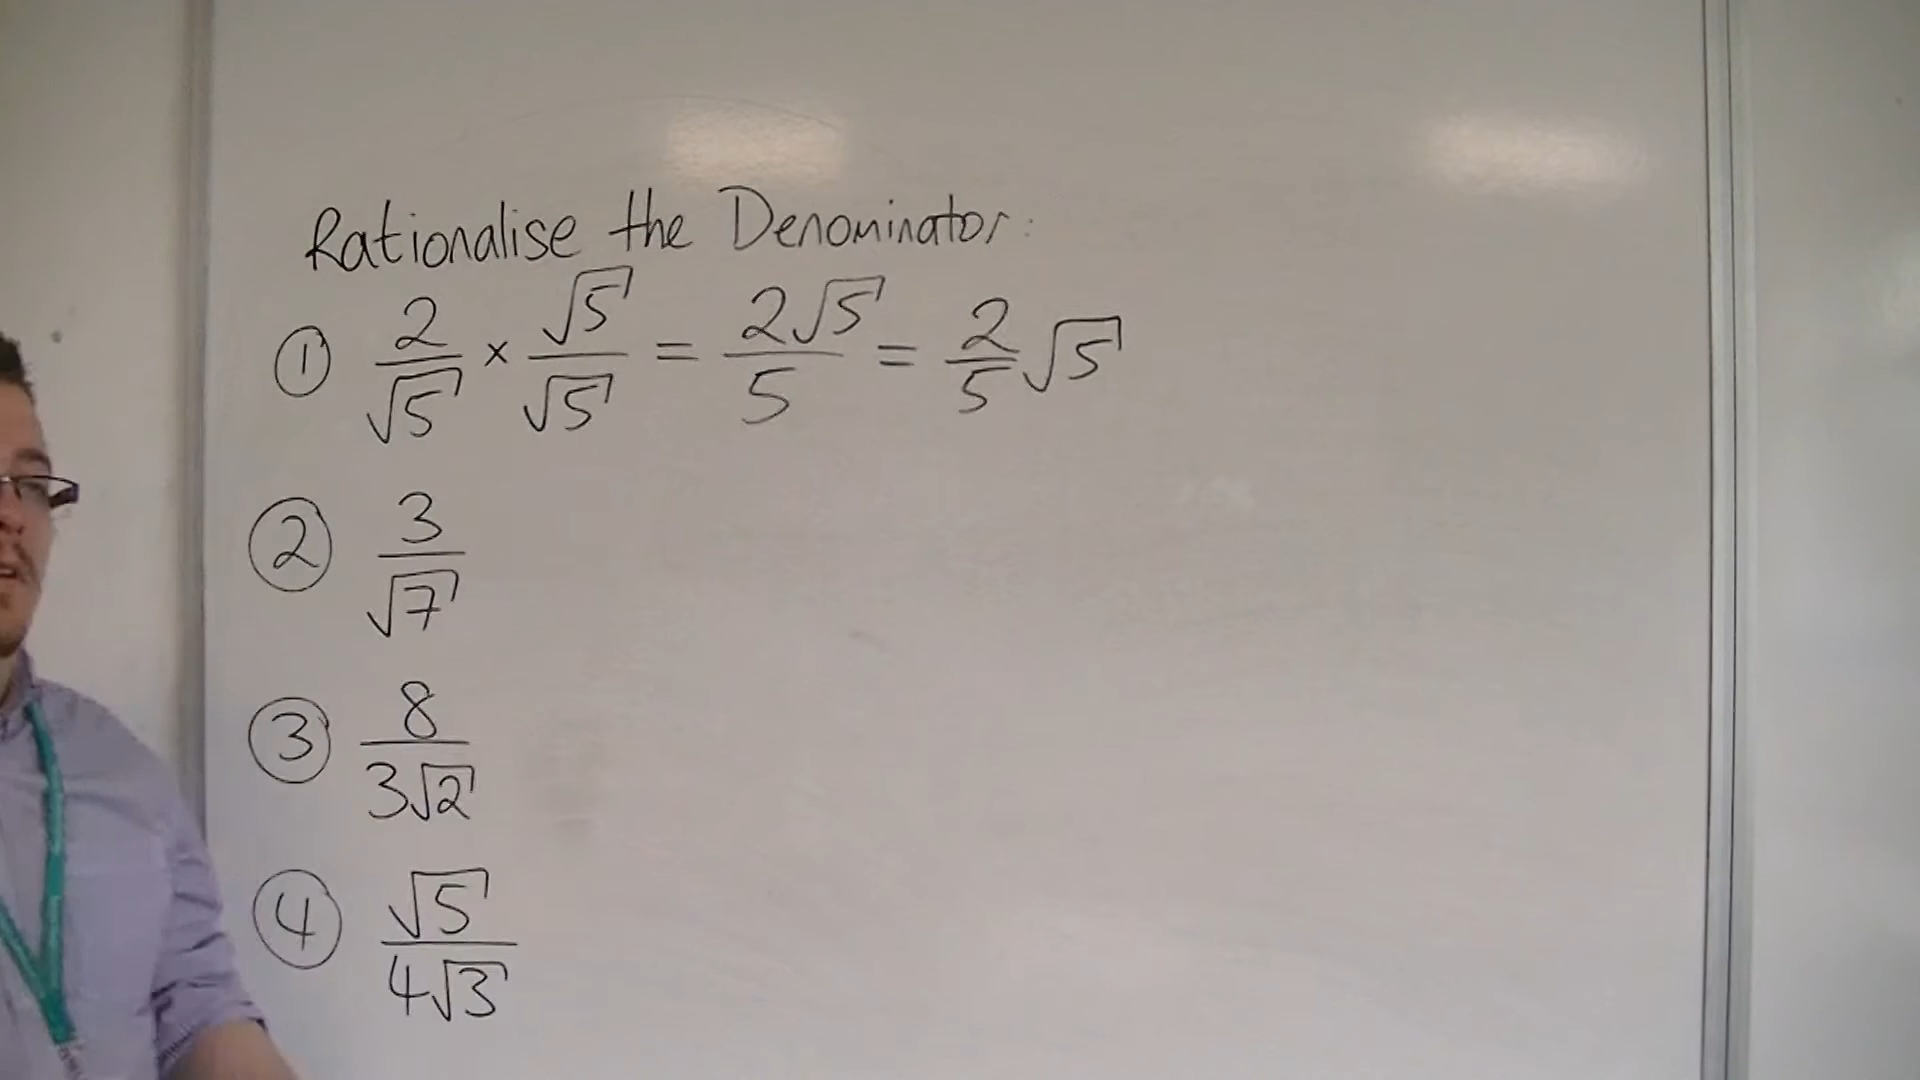 Rationalise the Denominator:
① 2/√5 × √5/√5 = 2√5/5 = 2/5 √5
② 3/√7
③ 8/3√2
④ √5/4√3